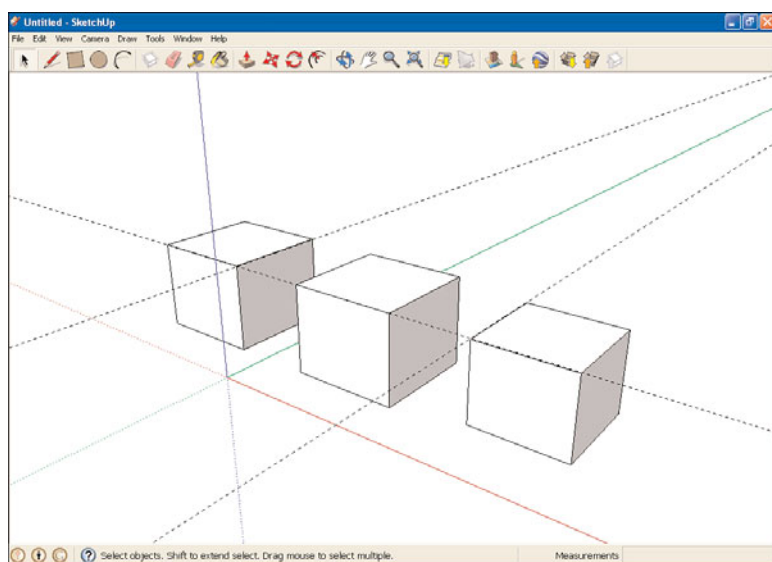 Untitled - SketchUp
File Edit View Camera Draw Tools Window Help
Select objects. Shift to extend select. Drag mouse to select multiple. Measurements